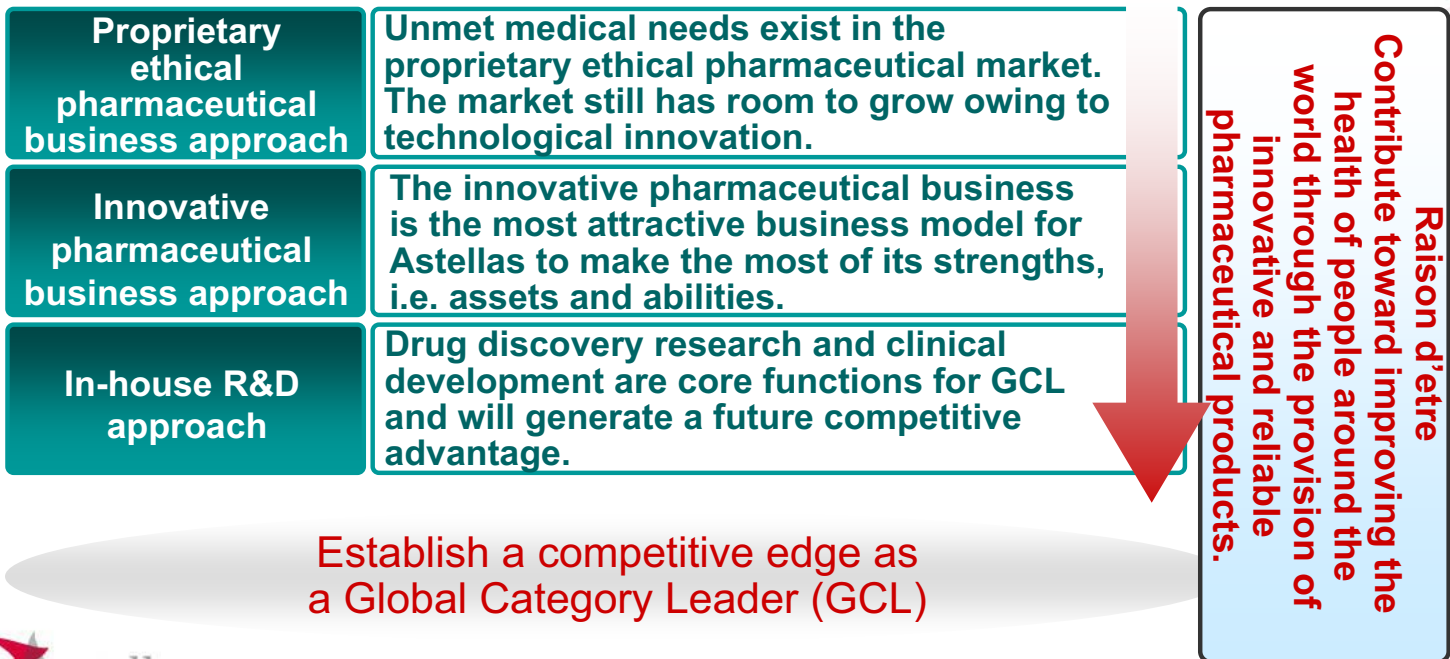 Proprietary
ethical
pharmaceutical
business approach
Unmet medical needs exist in the
proprietary ethical pharmaceutical market.
The market still has room to grow owing to
technological innovation.
Innovative
pharmaceutical
business approach
The innovative pharmaceutical business
is the most attractive business model for
Astellas to make the most of its strengths,
i.e. assets and abilities.
In-house R&D
approach
Drug discovery research and clinical
development are core functions for GCL
and will generate a future competitive
advantage.
Establish a competitive edge as
a Global Category Leader (GCL)
Raison d’etre
Contribute toward improving the
health of people around the
world through the provision of
innovative and reliable
pharmaceutical products.